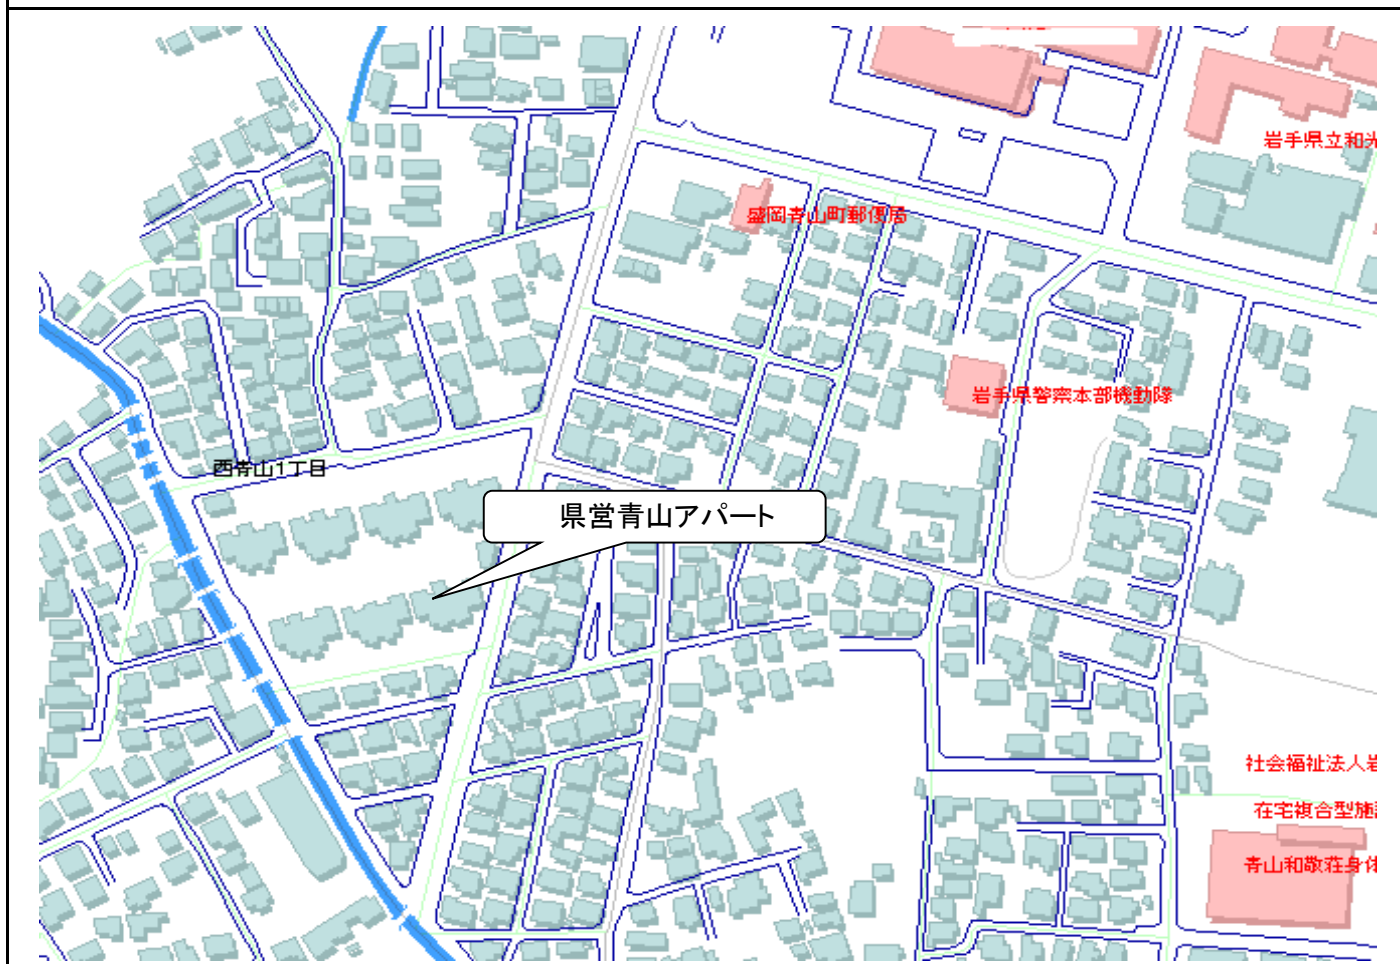 岩手県立和光
盛岡青山町郵便局
岩手県警察本部機動隊
西青山1丁目
県営青山アパート
社会福祉法人岩
在宅複合型施設
青山和敬荘身体